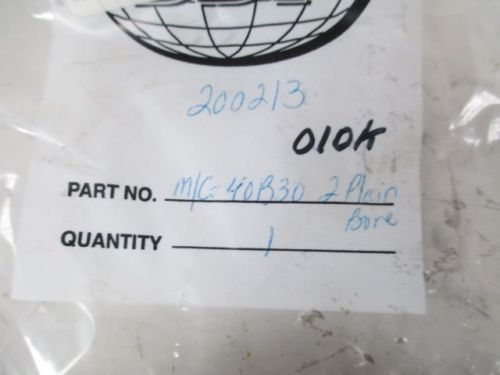 200213
010K
PART NO. M/G 40B30 2 Plain
Bore
QUANTITY 1